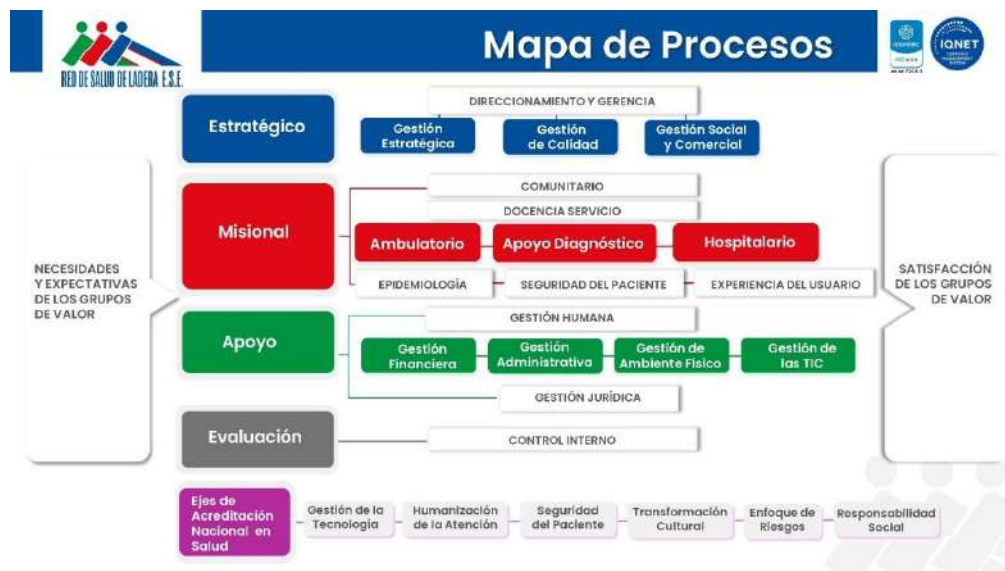 Mapa de Procesos
RED DE SALUD DE LADERA E.S.E.
IQNET
Estratégico
DIRECCIONAMIENTO Y GERENCIA
Gestión
Estratégica
Gestión
de Calidad
Gestión Social
y Comercial
NECESIDADES
Y EXPECTATIVAS
DE LOS GRUPOS
DE VALOR
Misional
COMUNITARIO
DOCENCIA SERVICIO
Ambulatorio
Apoyo Diagnóstico
Hospitalario
EPIDEMIOLOGÍA
SEGURIDAD DEL PACIENTE
EXPERIENCIA DEL USUARIO
SATISFACCIÓN
DE LOS GRUPOS
DE VALOR
Apoyo
GESTIÓN HUMANA
Gestión
Financiera
Gestión
Administrativa
Gestión de
Ambiente Físico
Gestión de
las TIC
GESTIÓN JURÍDICA
Evaluación
CONTROL INTERNO
Ejes de
Acreditación
Nacional en
Salud
Gestión de la
Tecnología
Humanización
de la Atención
Seguridad
del Paciente
Transformación
Cultural
Enfoque de
Riesgos
Responsabilidad
Social